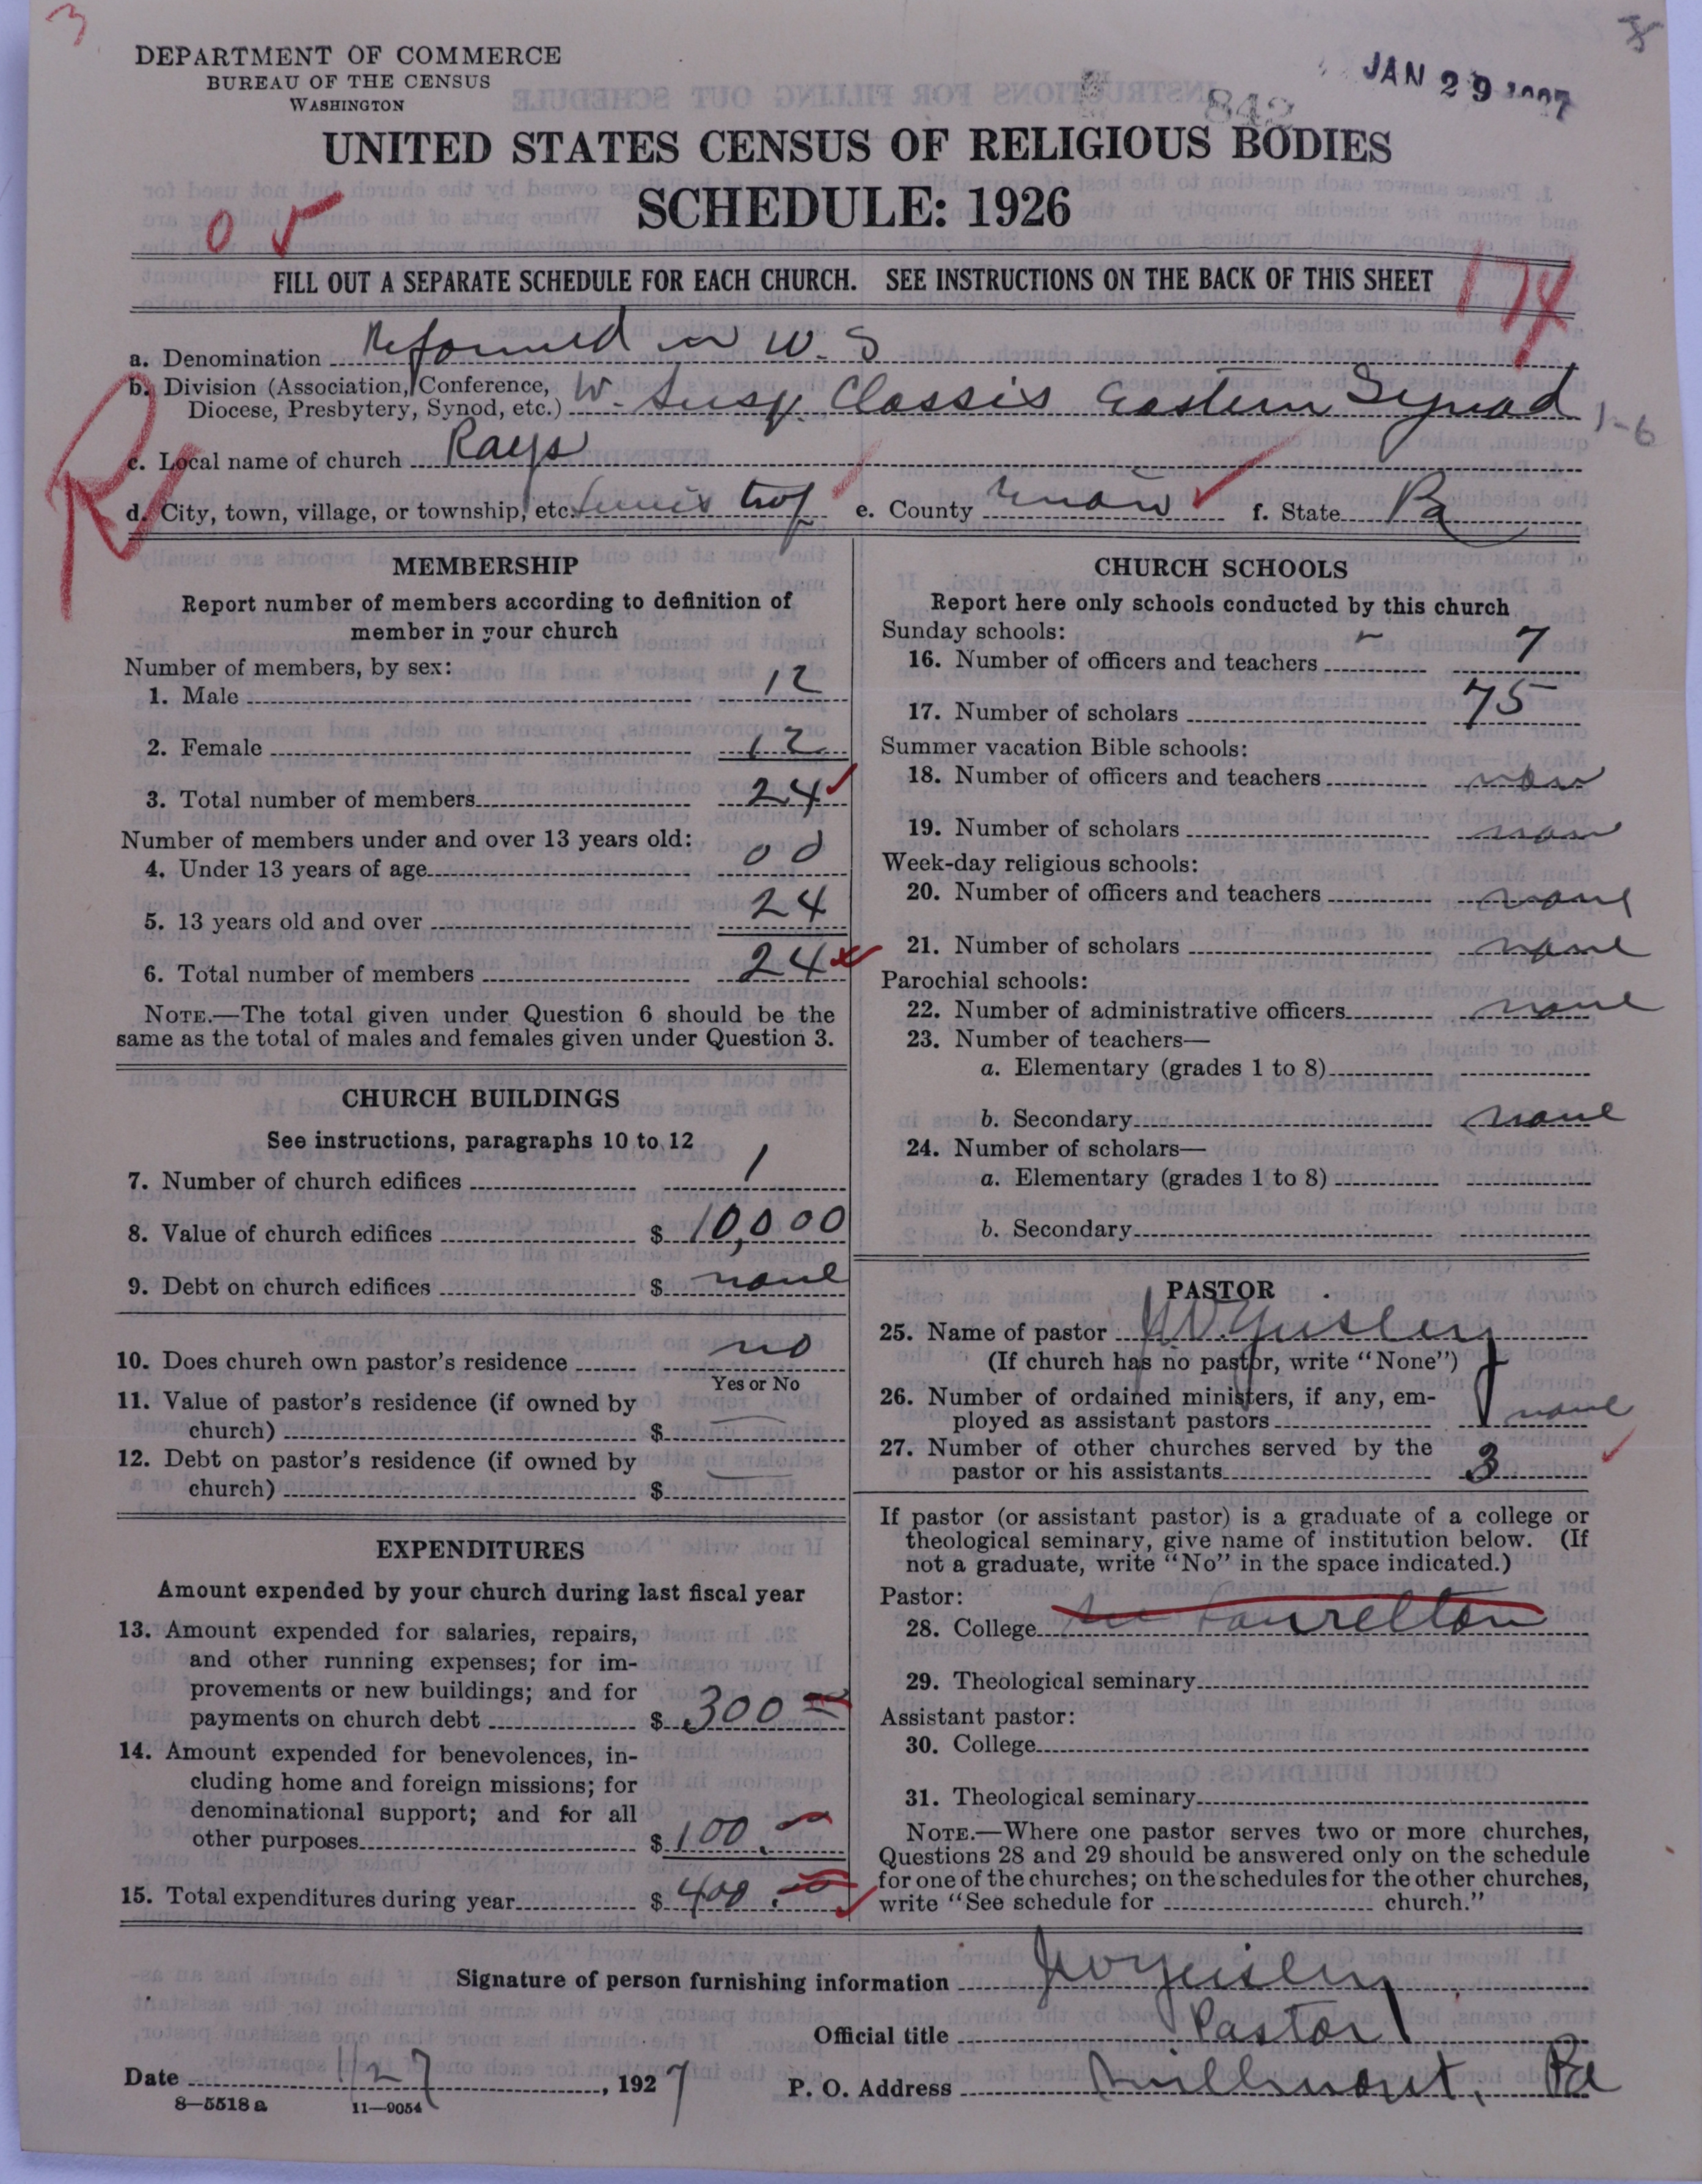 3
8
DEPARTMENT OF COMMERCE
BUREAU OF THE CENSUS
WASHINGTON
JAN 29 1927
842
UNITED STATES CENSUS OF RELIGIOUS BODIES
SCHEDULE: 1926
0
FILL OUT A SEPARATE SCHEDULE FOR EACH CHURCH. SEE INSTRUCTIONS ON THE BACK OF THIS SHEET
174
a. Denomination Reformed in U. S
b. Division (Association, Conference, Diocese, Presbytery, Synod, etc.) W. Susq. Classis Eastern Synod
1-6
c. Local name of church Rays
d. City, town, village, or township, etc. Lewis twp e. County Union f. State Pa
MEMBERSHIP
Report number of members according to definition of
member in your church
Number of members, by sex:
1. Male 12
2. Female 12
3. Total number of members 24
Number of members under and over 13 years old:
4. Under 13 years of age 00
5. 13 years old and over 24
6. Total number of members 24
NOTE.—The total given under Question 6 should be the
same as the total of males and females given under Question 3.
CHURCH BUILDINGS
See instructions, paragraphs 10 to 12
7. Number of church edifices 1
8. Value of church edifices $ 10,000
9. Debt on church edifices $ none
10. Does church own pastor's residence no
Yes or No
11. Value of pastor's residence (if owned by
church) $ —
12. Debt on pastor's residence (if owned by
church) $ —
EXPENDITURES
Amount expended by your church during last fiscal year
13. Amount expended for salaries, repairs,
and other running expenses; for im-
provements or new buildings; and for
payments on church debt $ 300
14. Amount expended for benevolences, in-
cluding home and foreign missions; for
denominational support; and for all
other purposes $ 100.
15. Total expenditures during year $ 400.
CHURCH SCHOOLS
Report here only schools conducted by this church
Sunday schools:
16. Number of officers and teachers 7
17. Number of scholars 75
Summer vacation Bible schools:
18. Number of officers and teachers none
19. Number of scholars none
Week-day religious schools:
20. Number of officers and teachers none
21. Number of scholars none
Parochial schools:
22. Number of administrative officers none
23. Number of teachers—
a. Elementary (grades 1 to 8)
b. Secondary none
24. Number of scholars—
a. Elementary (grades 1 to 8)
b. Secondary
PASTOR
25. Name of pastor
(If church has no pastor, write "None")
26. Number of ordained ministers, if any, em-
ployed as assistant pastors none
27. Number of other churches served by the
pastor or his assistants 3
If pastor (or assistant pastor) is a graduate of a college or
theological seminary, give name of institution below. (If
not a graduate, write "No" in the space indicated.)
Pastor:
28. College Laurelton
29. Theological seminary
Assistant pastor:
30. College
31. Theological seminary
NOTE.—Where one pastor serves two or more churches,
Questions 28 and 29 should be answered only on the schedule
for one of the churches; on the schedules for the other churches,
write "See schedule for church."
Signature of person furnishing information
Official title Pastor
Date 1/27, 1927
P. O. Address Millmont, Pa
8—5518 a 11—9054